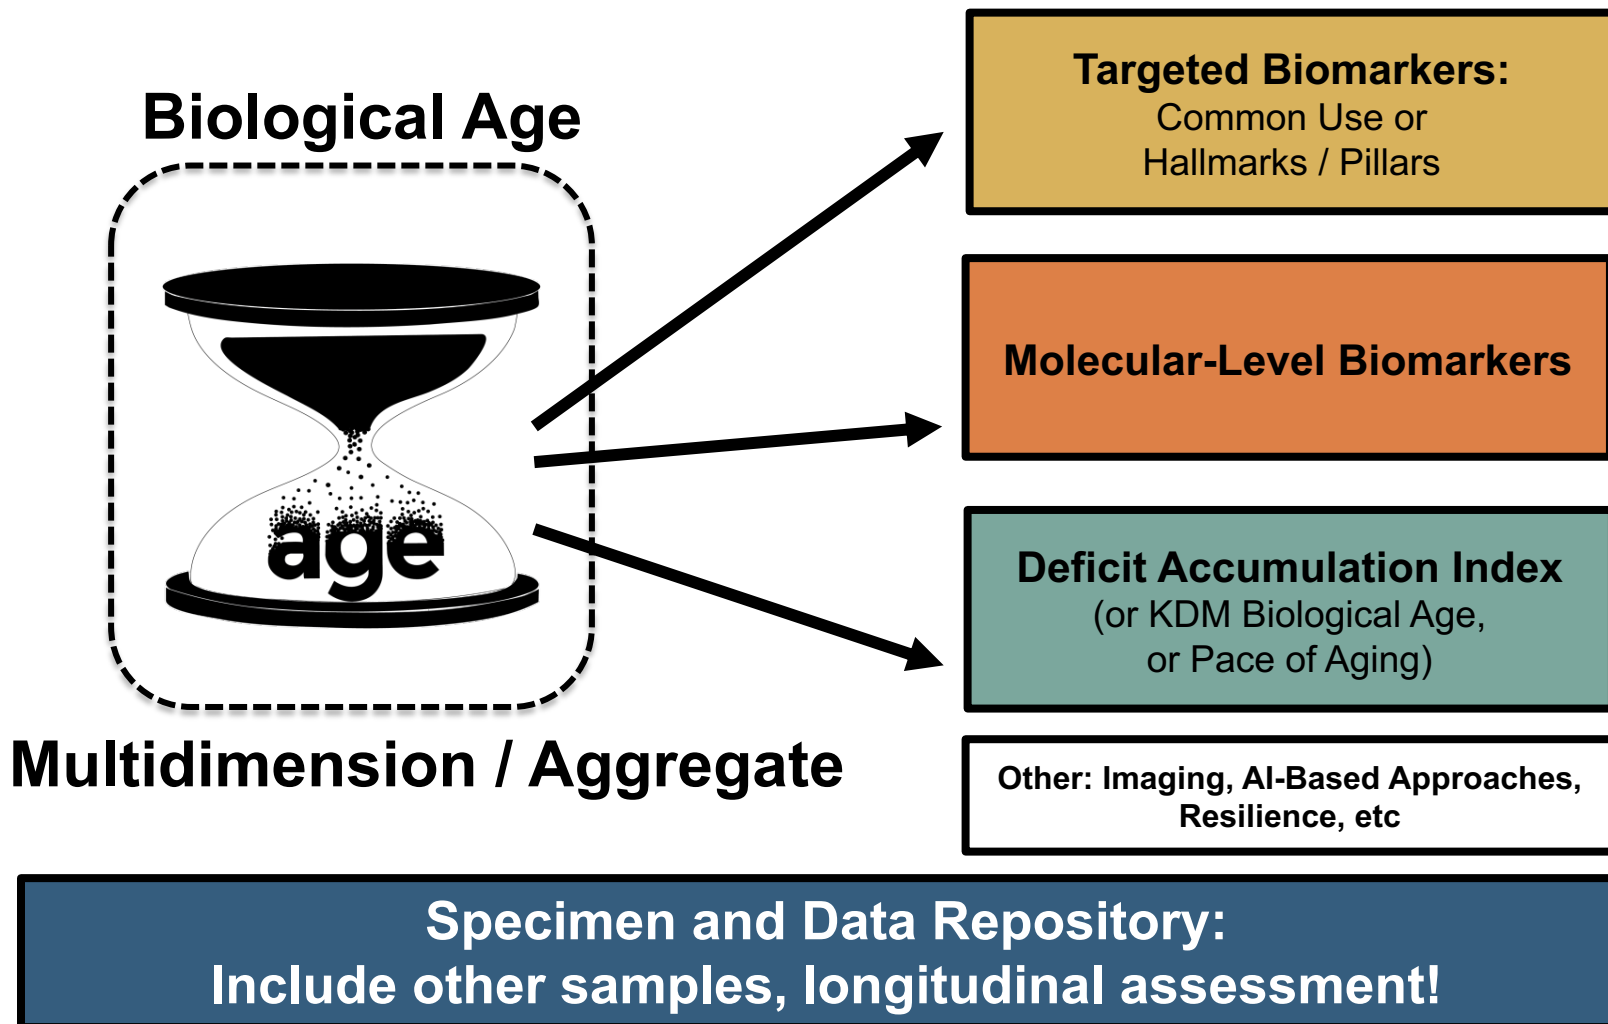 Biological Age
age
Multidimension / Aggregate
Targeted Biomarkers:
Common Use or
Hallmarks / Pillars
Molecular-Level Biomarkers
Deficit Accumulation Index
(or KDM Biological Age,
or Pace of Aging)
Other: Imaging, AI-Based Approaches,
Resilience, etc
Specimen and Data Repository:
Include other samples, longitudinal assessment!